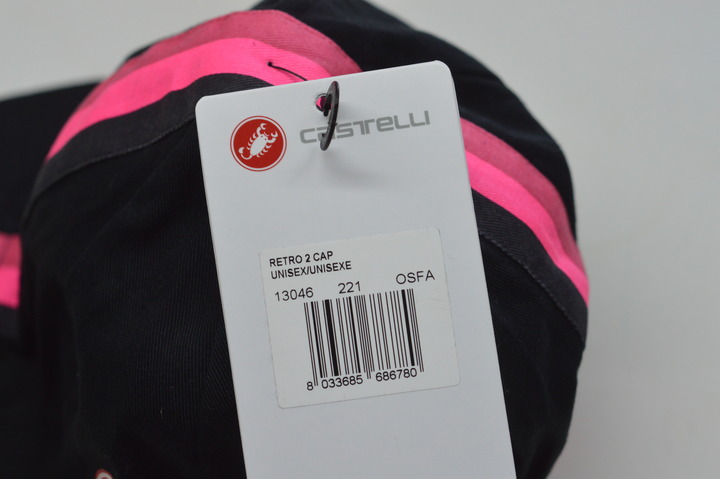 CASTELLI
RETRO 2 CAP
UNISEX/UNISEXE
13046 221 OSFA
8 033685 686780